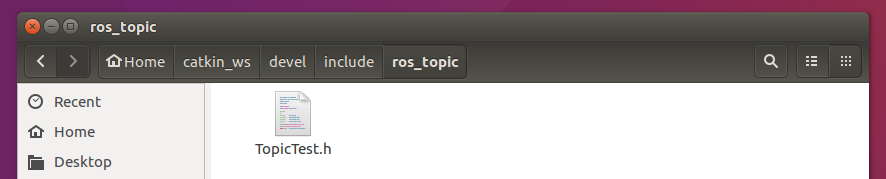 ros_topic
Home catkin_ws devel include ros_topic
Recent
Home
Desktop
TopicTest.h